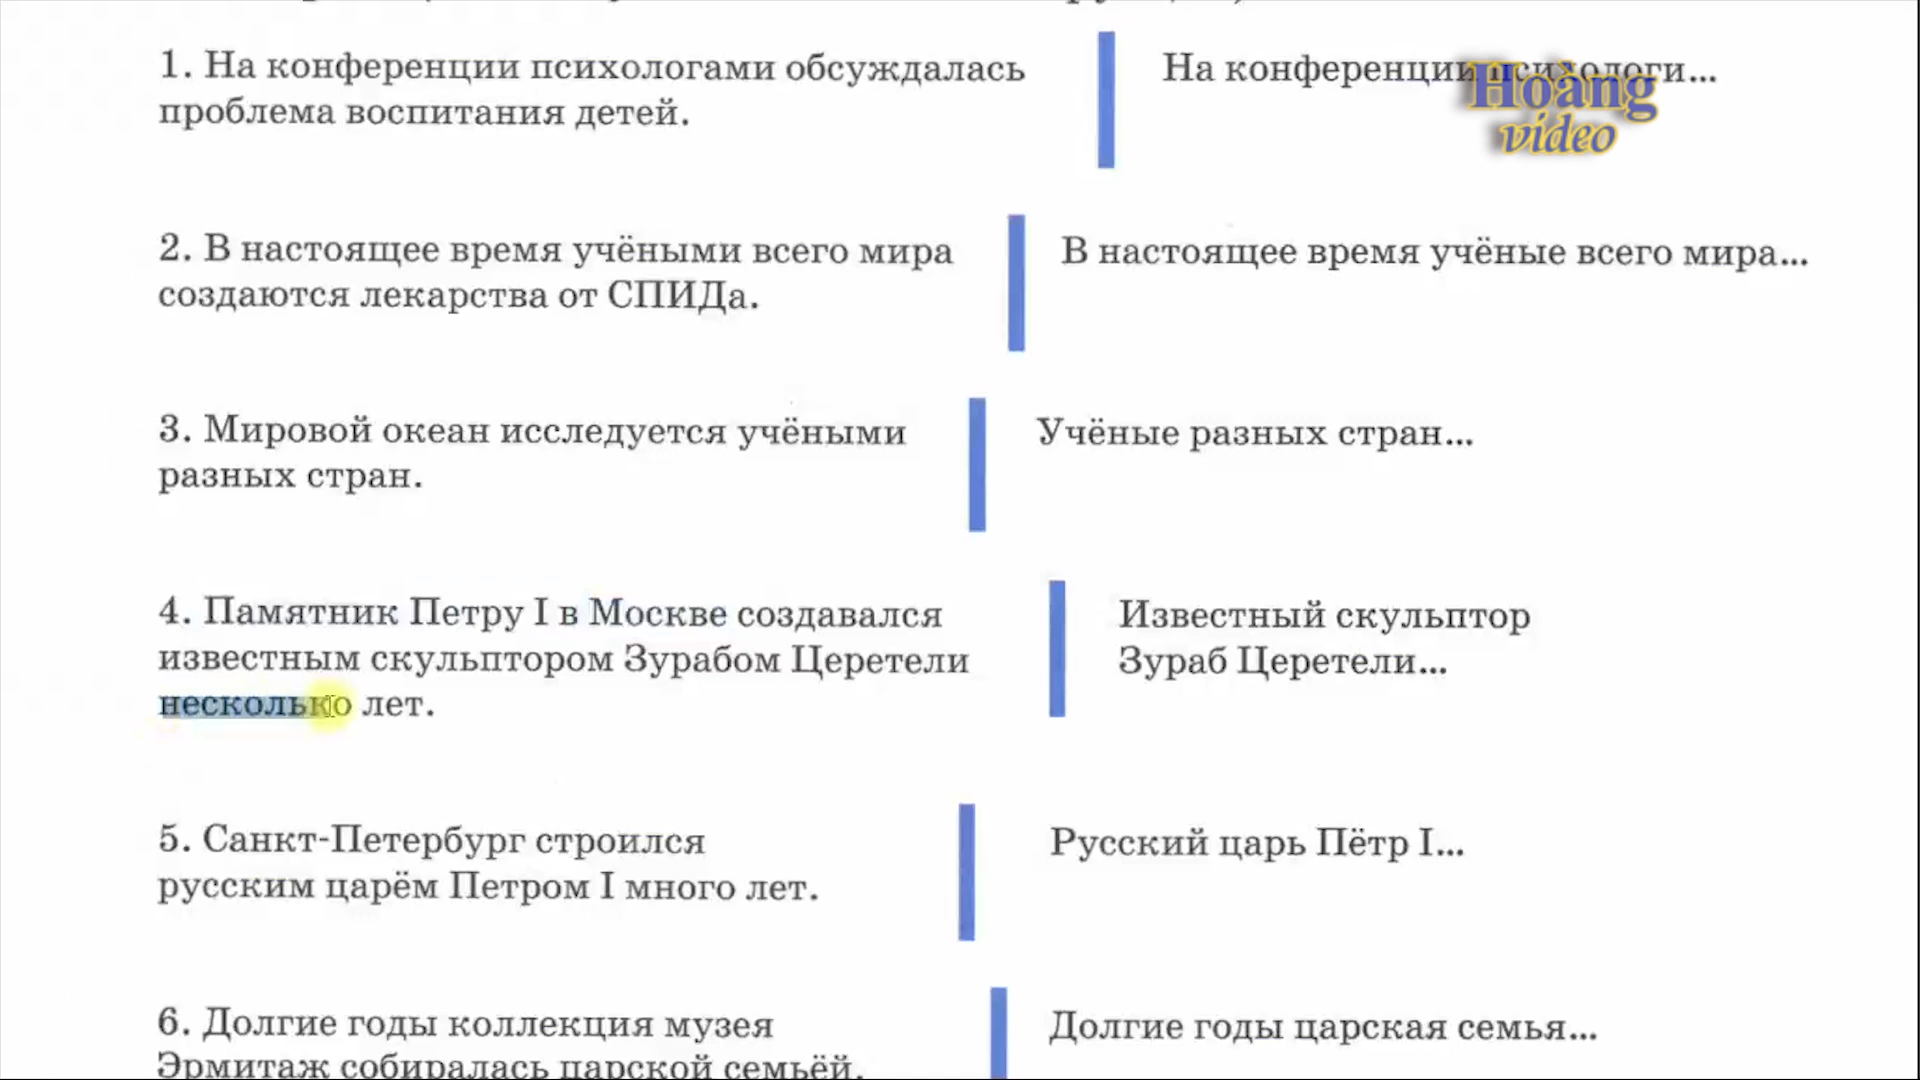 1. На конференции психологами обсуждалась
проблема воспитания детей.
На конференции психологи...
Hoàng
video
2. В настоящее время учёными всего мира
создаются лекарства от СПИДа.
В настоящее время учёные всего мира...
3. Мировой океан исследуется учёными
разных стран.
Учёные разных стран...
4. Памятник Петру I в Москве создавался
известным скульптором Зурабом Церетели
несколько лет.
Известный скульптор
Зураб Церетели...
5. Санкт-Петербург строился
русским царём Петром I много лет.
Русский царь Пётр I...
6. Долгие годы коллекция музея
Эрмитаж собиралась царской семьёй.
Долгие годы царская семья...